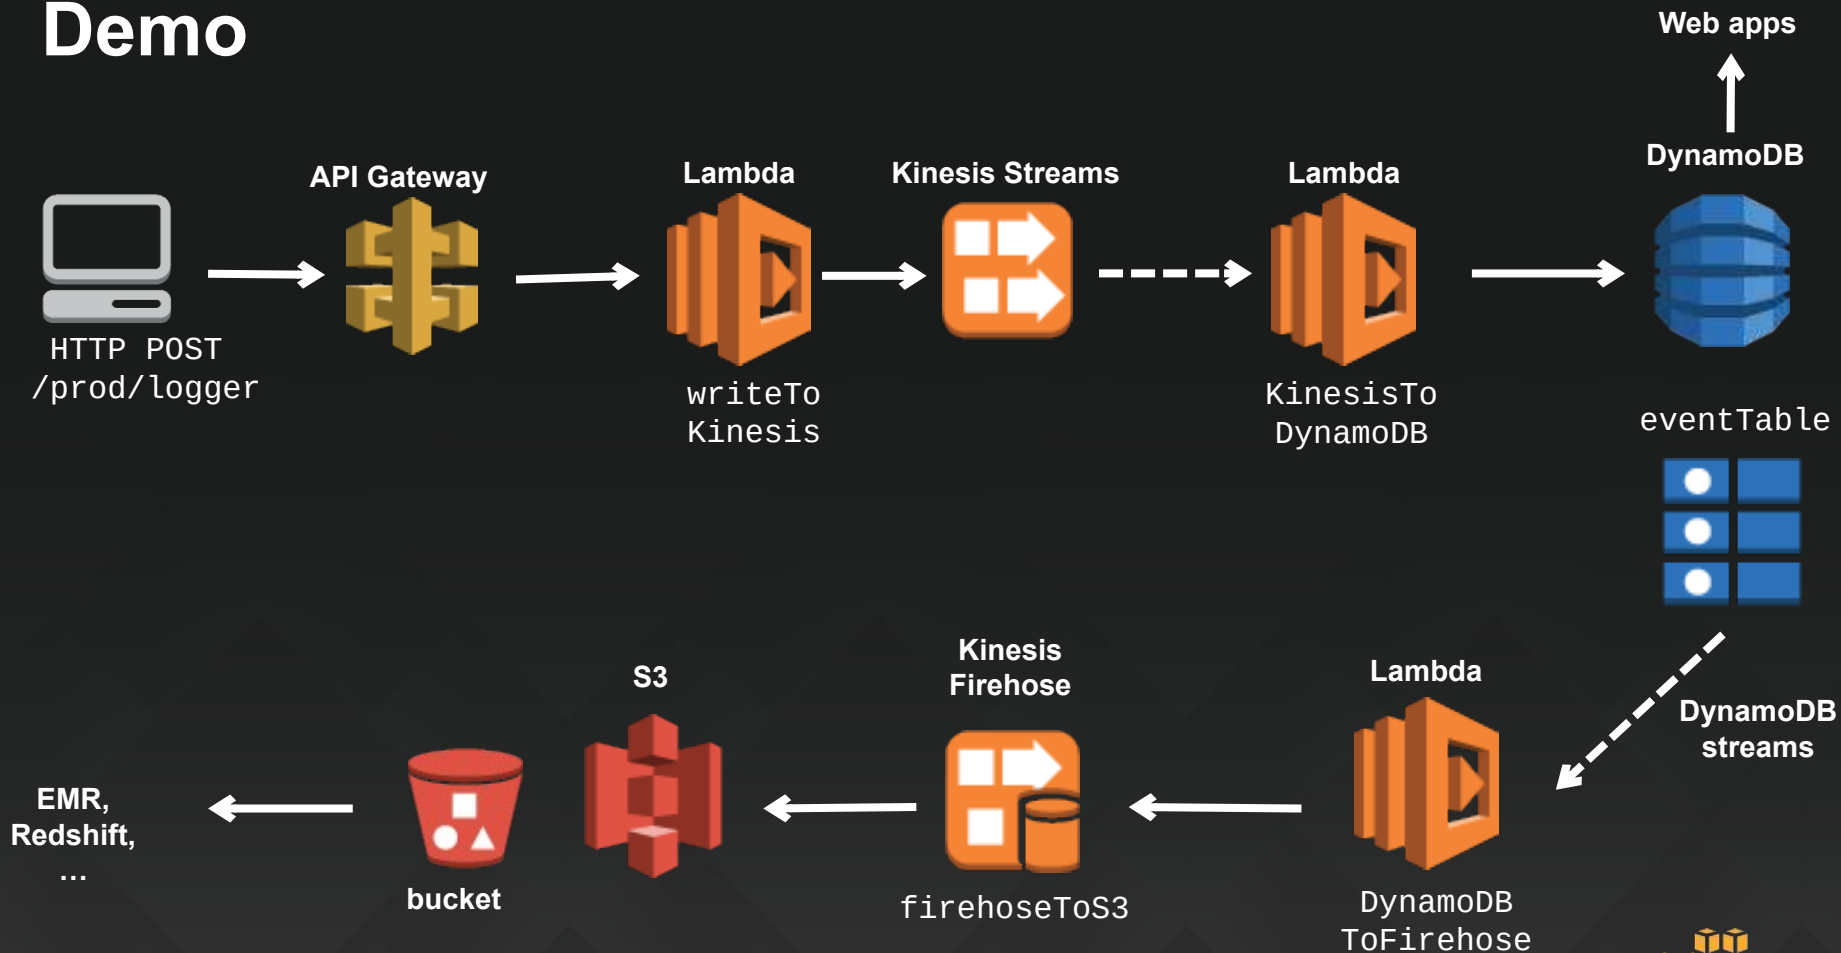 Demo
Web apps
DynamoDB
API Gateway
Lambda
Kinesis Streams
Lambda
HTTP POST
/prod/logger
writeTo
Kinesis
KinesisTo
DynamoDB
eventTable
DynamoDB
streams
Lambda
Kinesis
Firehose
S3
EMR,
Redshift,
...
bucket
firehoseToS3
DynamoDB
ToFirehose